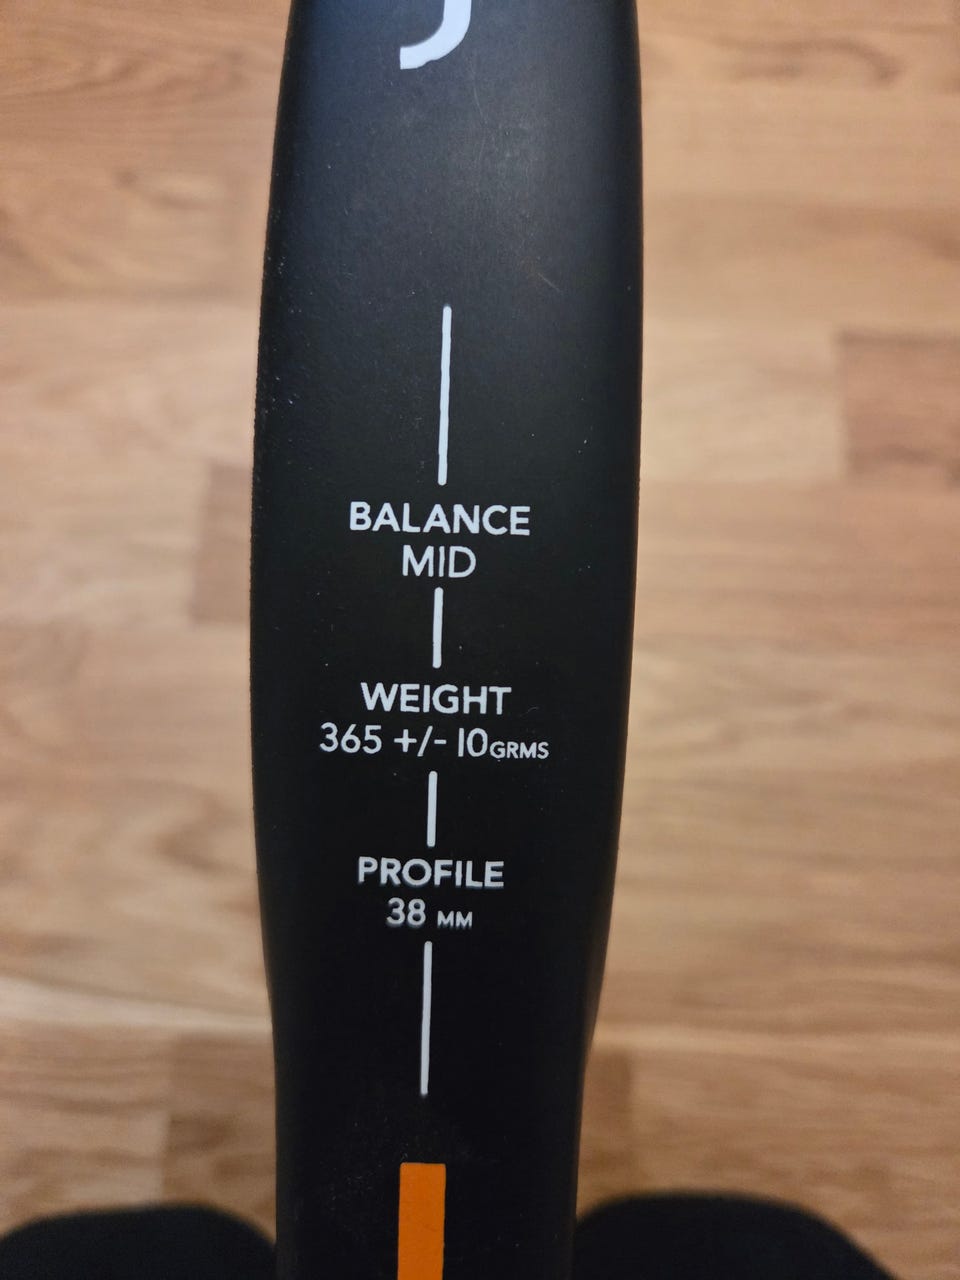 BALANCE
MID
WEIGHT
365 +/- 10GRMS
PROFILE
38 MM